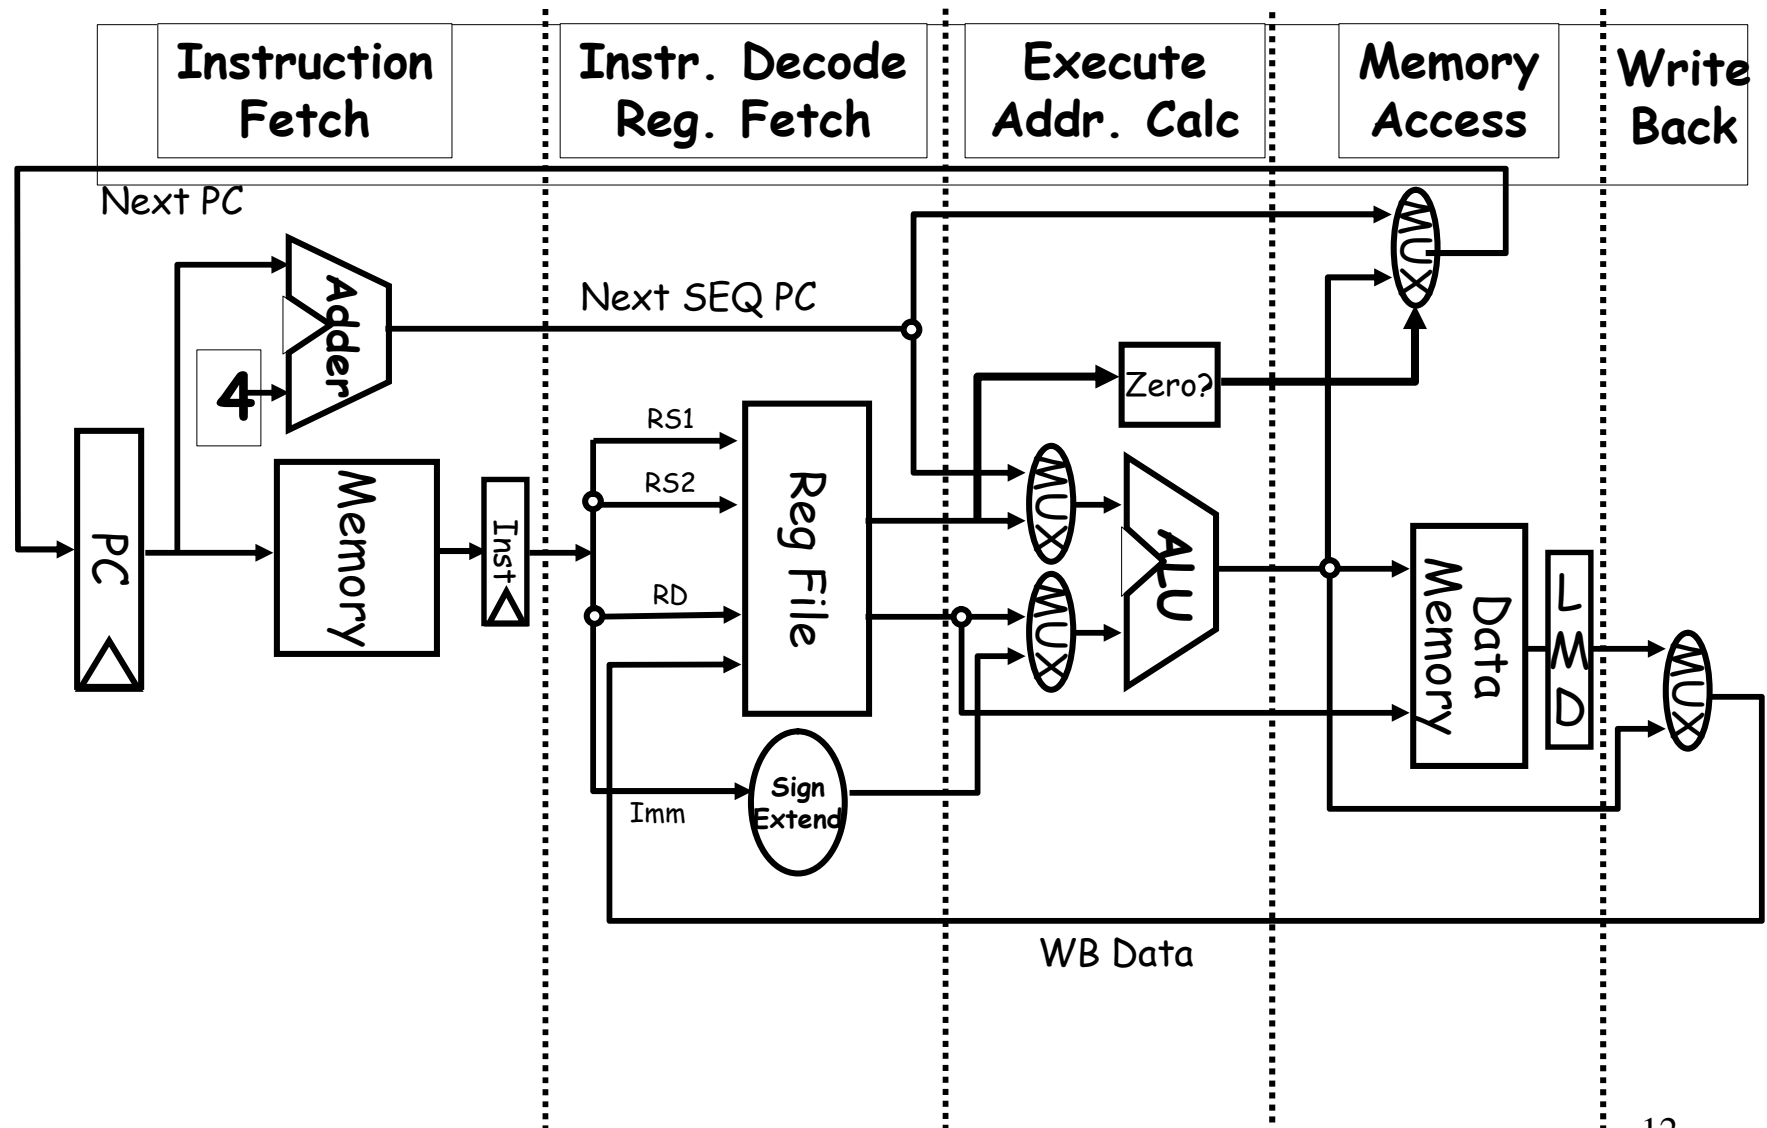 Instruction
Fetch
Instr. Decode
Reg. Fetch
Execute
Addr. Calc
Memory
Access
Write
Back
Next PC
MUX
Adder
Next SEQ PC
4
Zero?
RS1
RS2
RD
Reg File
MUX
MUX
ALU
PC
Memory
Inst
Data
Memory
L
M
D
MUX
Sign
Extend
Imm
WB Data